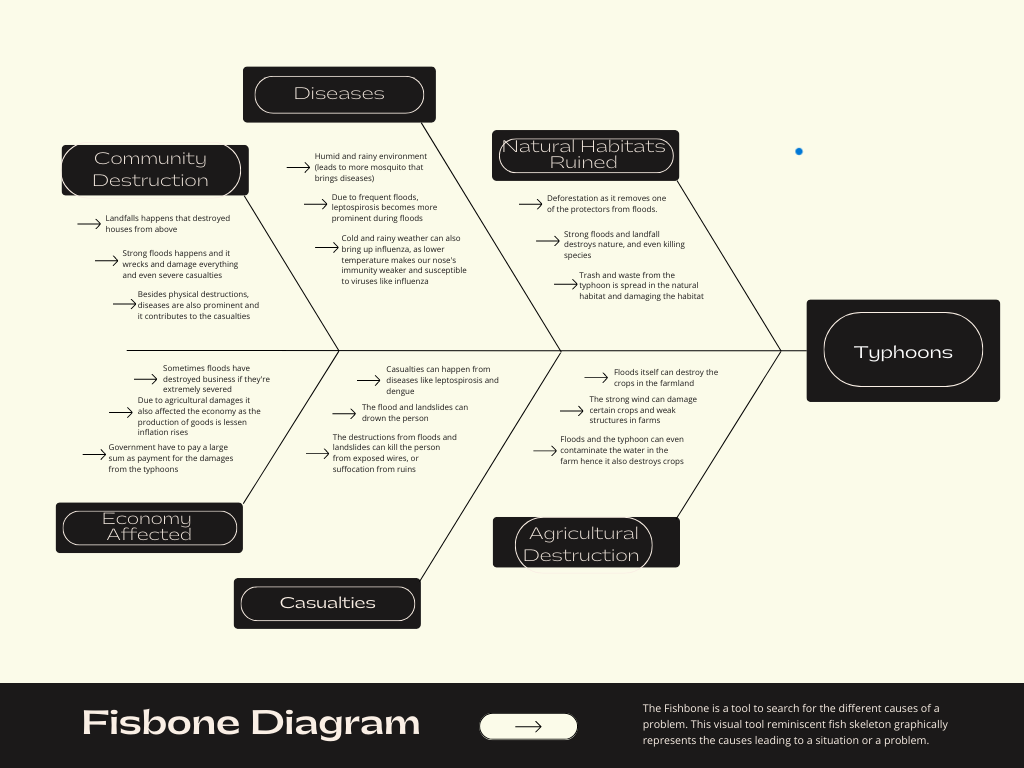 Diseases
Humid and rainy environment
(leads to more mosquito that
brings diseases)
Due to frequent floods,
leptospirosis becomes more
prominent during floods
Cold and rainy weather can also
bring up influenza, as lower
temperature makes our nose's
immunity weaker and susceptible
to viruses like influenza
Community
Destruction
Landfalls happens that destroyed
houses from above
Strong floods happens and it
wrecks and damage everything
and even severe casualties
Besides physical destructions,
diseases are also prominent and
it contributes to the casualties
Natural Habitats
Ruined
Deforestation as it removes one
of the protectors from floods.
Strong floods and landfall
destroys nature, and even killing
species
Trash and waste from the
typhoon is spread in the natural
habitat and damaging the habitat
Typhoons
Sometimes floods have
destroyed business if they're
extremely severed
Due to agricultural damages it
also affected the economy as the
production of goods is lessen
inflation rises
Government have to pay a large
sum as payment for the damages
from the typhoons
Economy
Affected
Casualties can happen from
diseases like leptospirosis and
dengue
The flood and landslides can
drown the person
The destructions from floods and
landslides can kill the person
from exposed wires, or
suffocation from ruins
Casualties
Floods itself can destroy the
crops in the farmland
The strong wind can damage
certain crops and weak
structures in farms
Floods and the typhoon can even
contaminate the water in the
farm hence it also destroys crops
Agricultural
Destruction
Fisbone Diagram
The Fishbone is a tool to search for the different causes of a
problem. This visual tool reminiscent fish skeleton graphically
represents the causes leading to a situation or a problem.